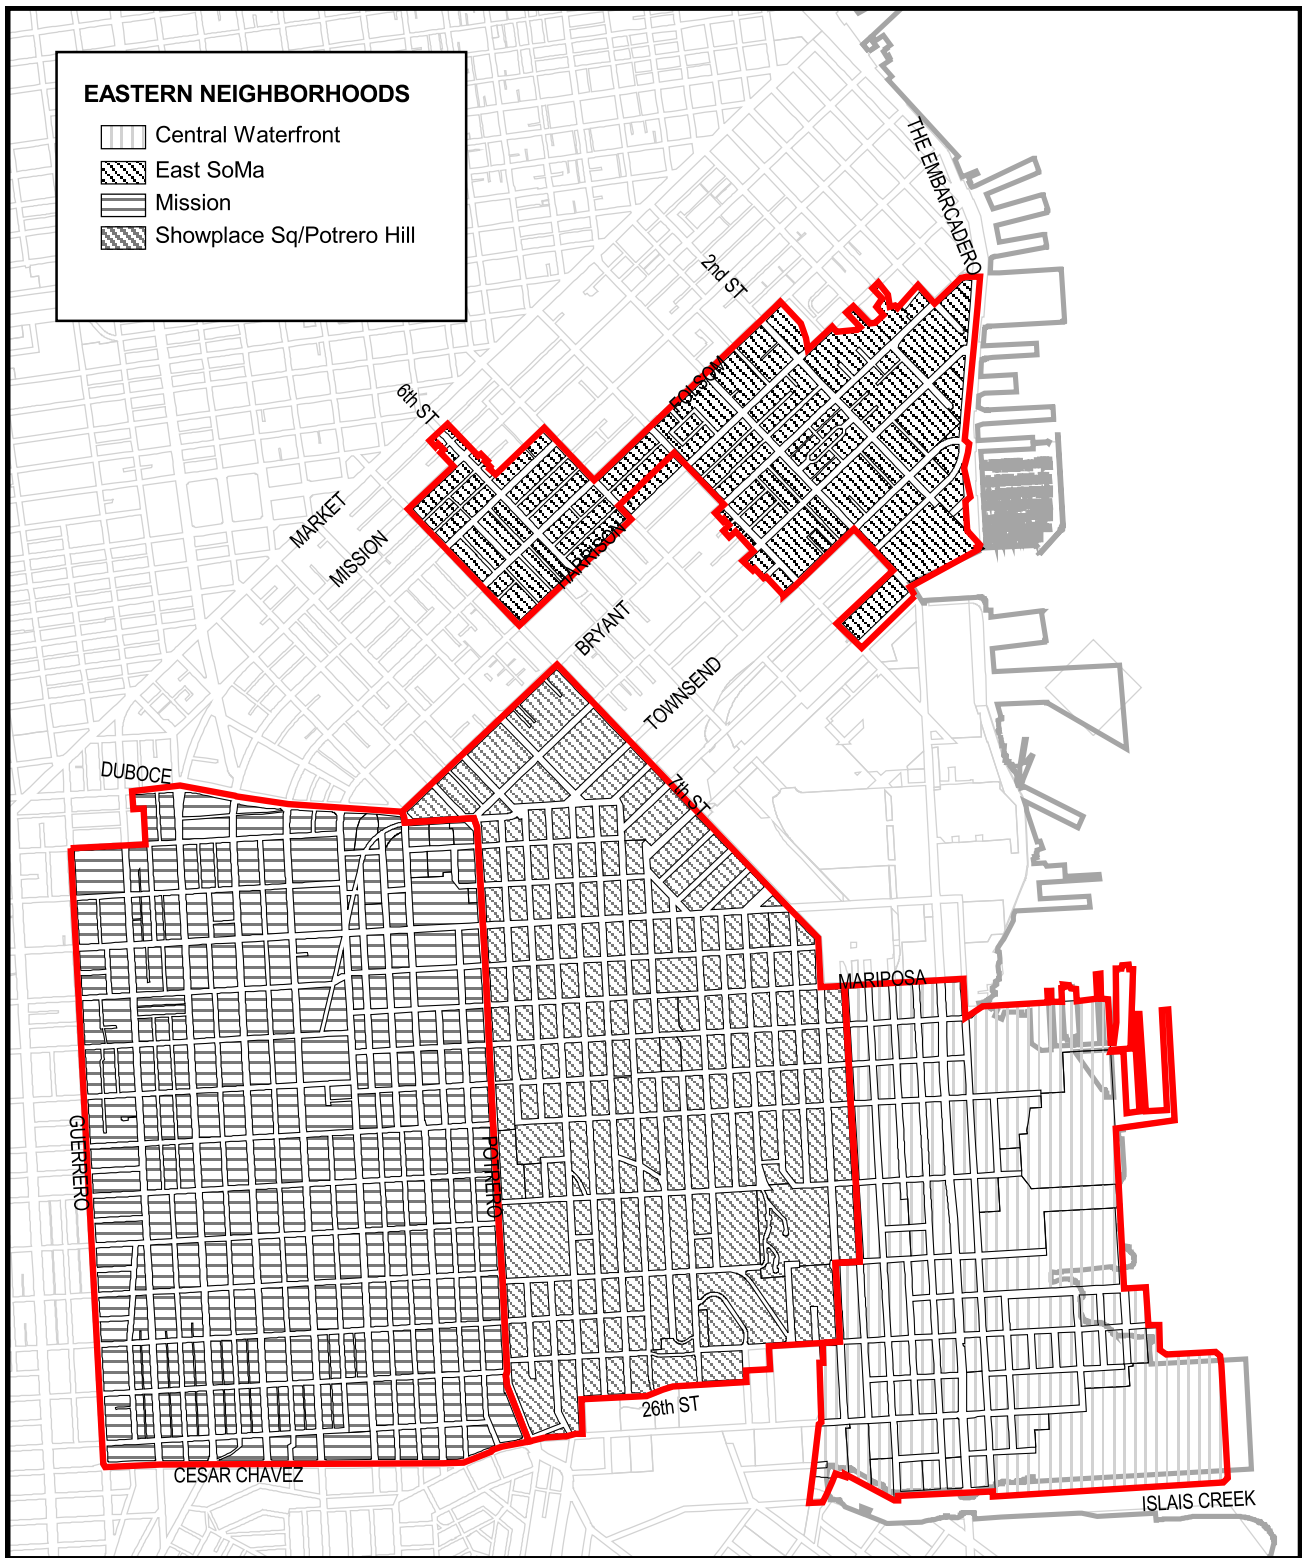 EASTERN NEIGHBORHOODS
Central Waterfront
East SoMa
Mission
Showplace Sq/Potrero Hill
THE EMBARCADERO
2nd ST
FOLSOM
6th ST
MARKET
MISSION
HARRISON
BRYANT
TOWNSEND
DUBOCE
7th ST
MARIPOSA
GUERRERO
POTRERO
26th ST
CESAR CHAVEZ
ISLAIS CREEK